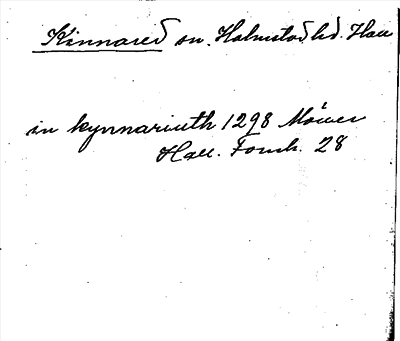 Kinnared sn. Halmstad hd. Hall
in kynnariuth 1298 Möller
Hall. Fornh. 28